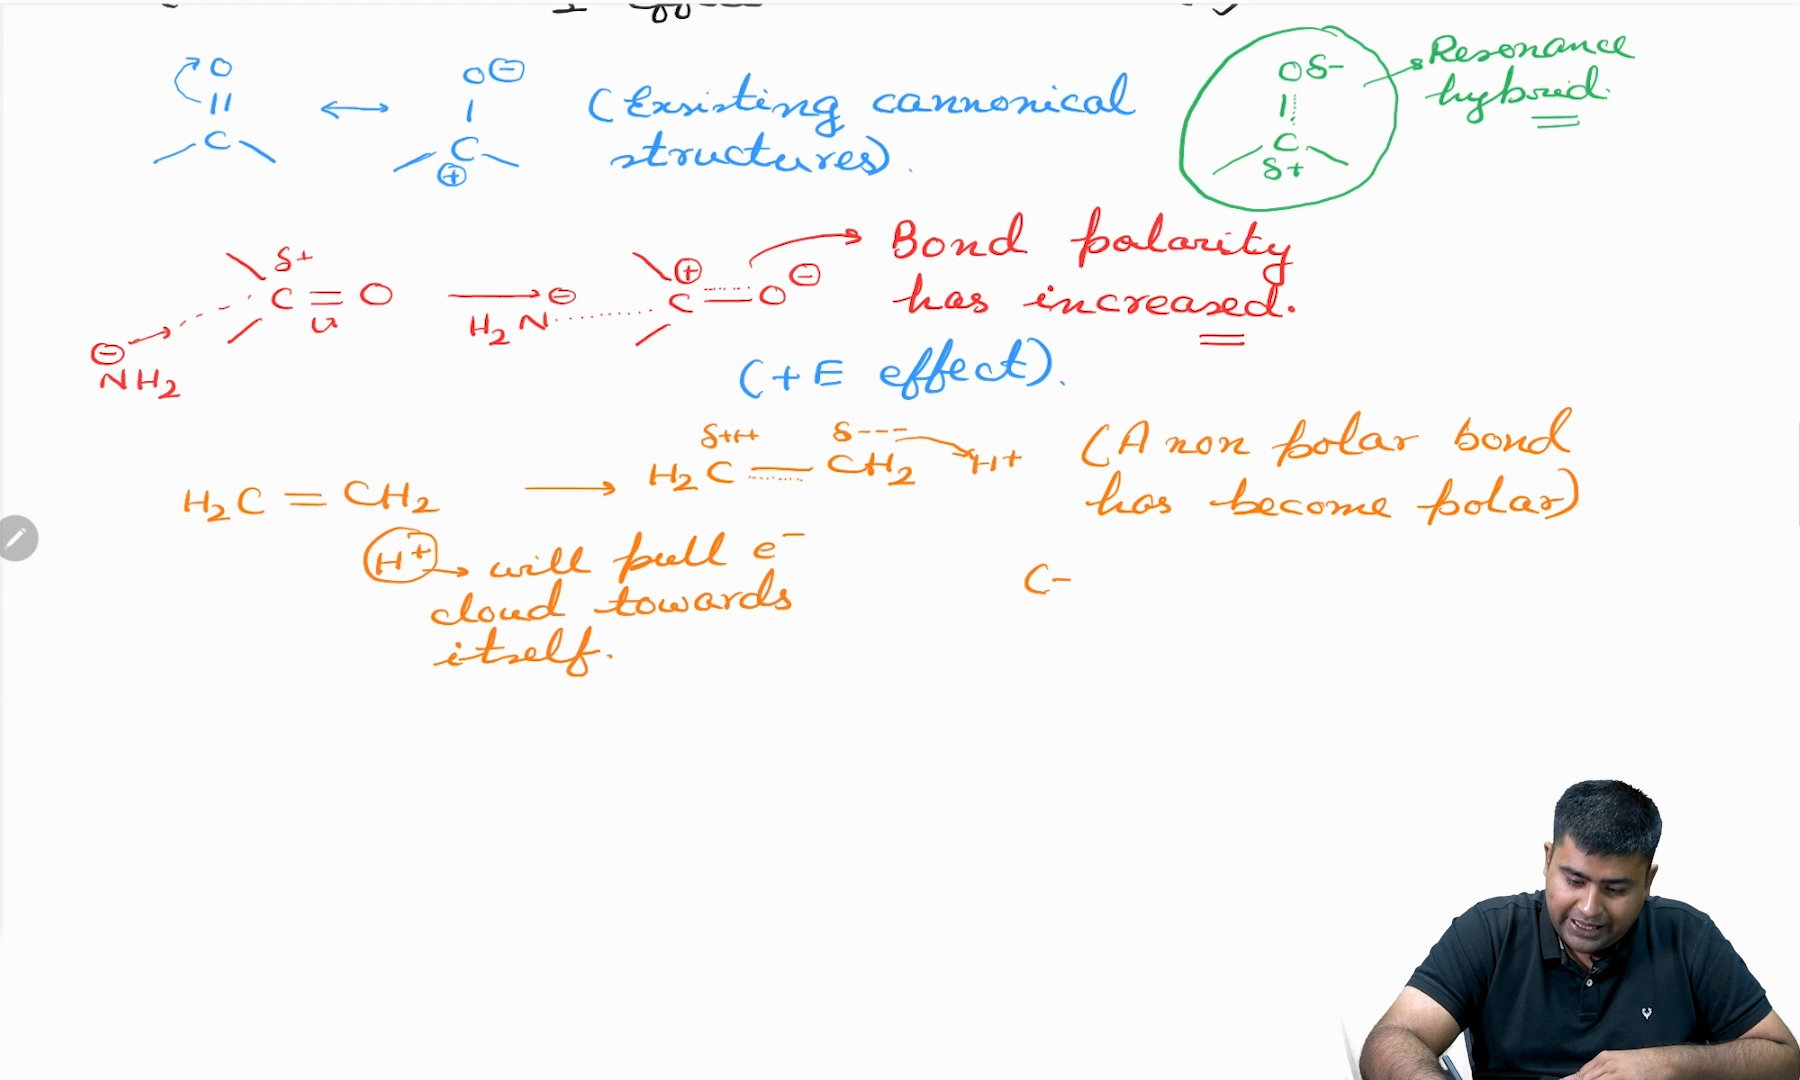 O
||
C
↔
O⊖
|
C
⊕
(Exsisting cannonical
structures).
Oδ-
C
δ+
Resonance
hybrid.
δ+
C = O
⊖
NH2
⟶
⊖
H2N
⊕
C=O
⊖
Bond polarity
has increased.
(+E effect).
H2C = CH2
⟶
δ+++ δ---
H2C = CH2
H+
(A non polar bond
has become polar)
H+ → will pull e-
cloud towards
itself.
(-